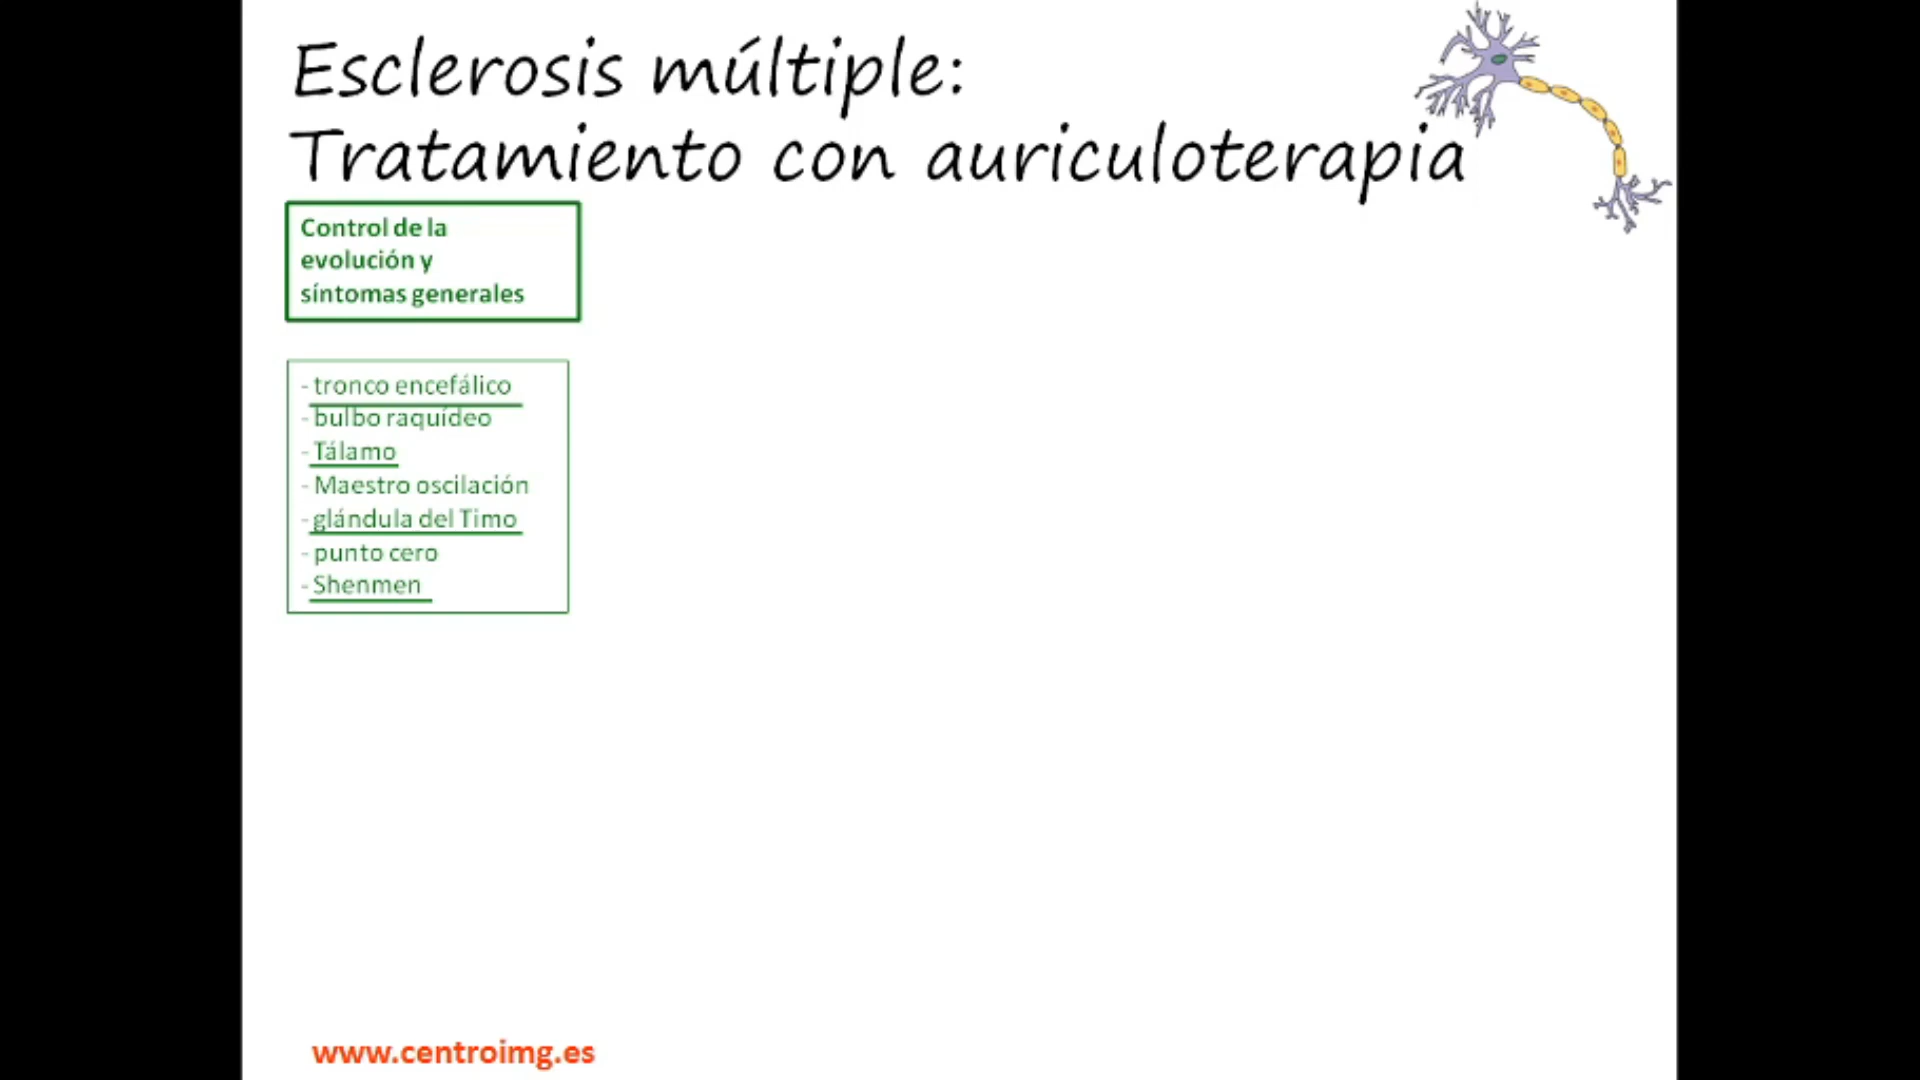 Esclerosis múltiple:
Tratamiento con auriculoterapia
Control de la
evolución y
síntomas generales
- tronco encefálico
- bulbo raquídeo
- Tálamo
- Maestro oscilación
- glándula del Timo
- punto cero
- Shenmen
www.centroimg.es